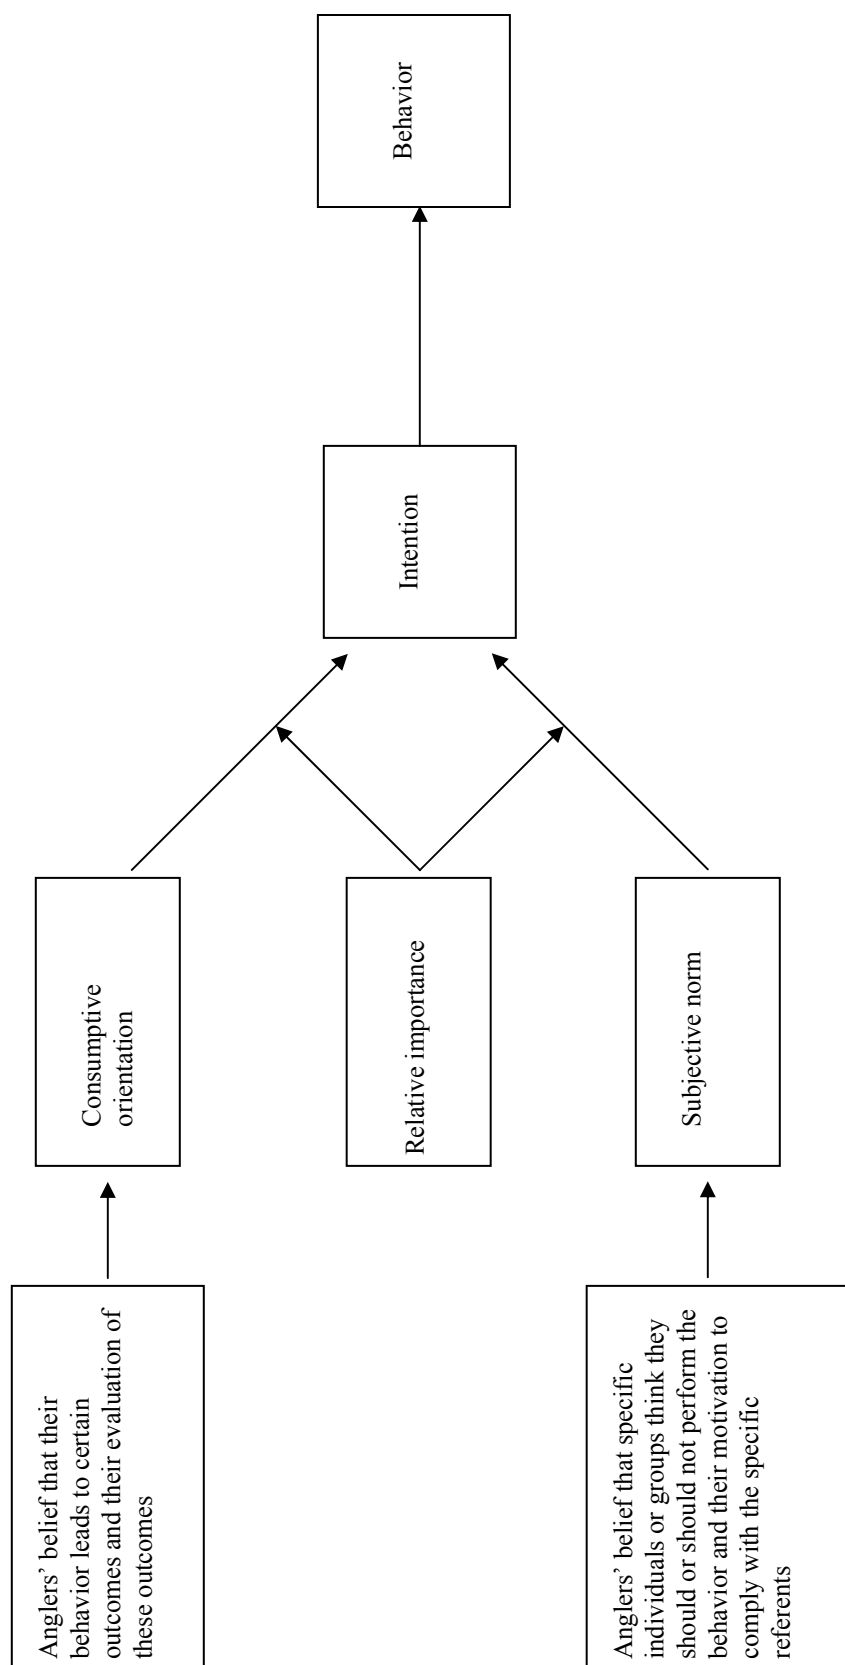 Anglers’ belief that their
behavior leads to certain
outcomes and their evaluation of
these outcomes
Anglers’ belief that specific
individuals or groups think they
should or should not perform the
behavior and their motivation to
comply with the specific
referents
Consumptive
orientation
Relative importance
Subjective norm
Intention
Behavior